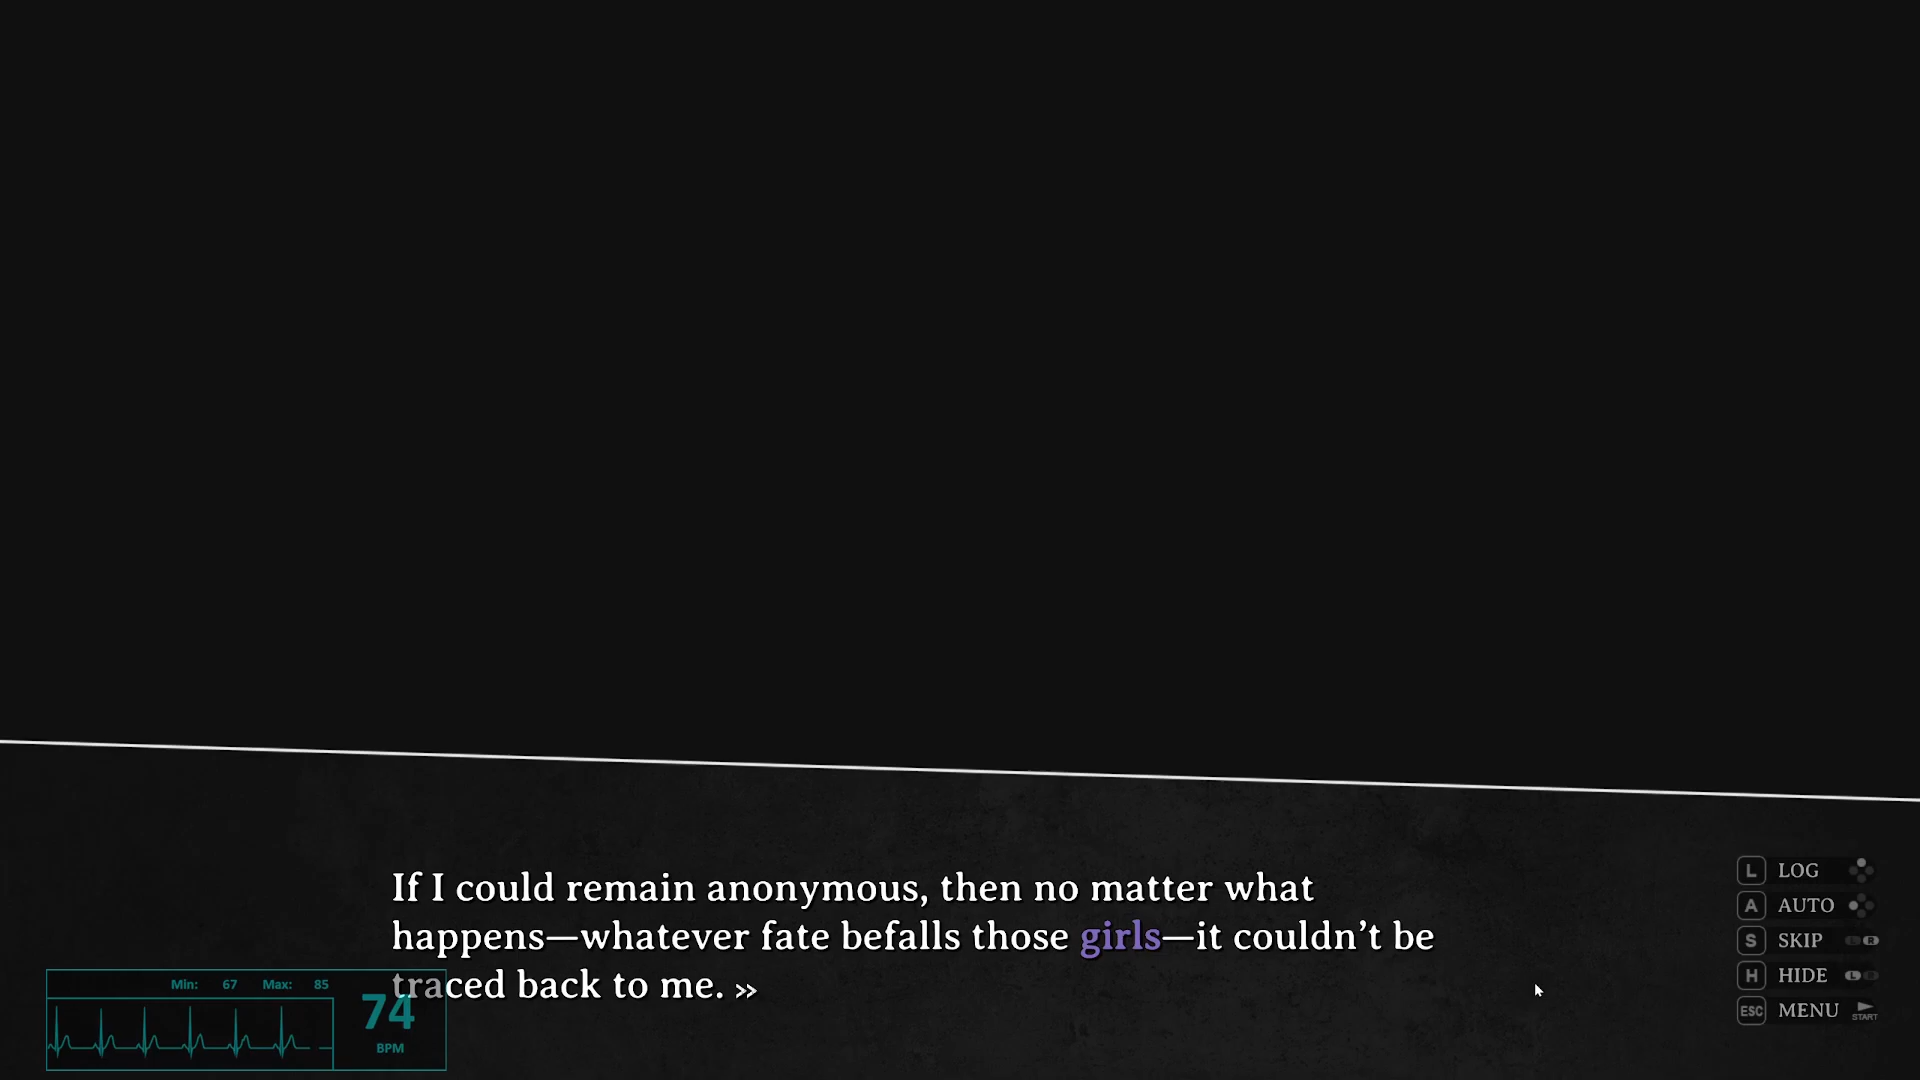 If I could remain anonymous, then no matter what
happens—whatever fate befalls those girls—it couldn’t be
traced back to me. »
Min: 67 Max: 85
74
BPM
L LOG
A AUTO
S SKIP L R
H HIDE L R
ESC MENU START